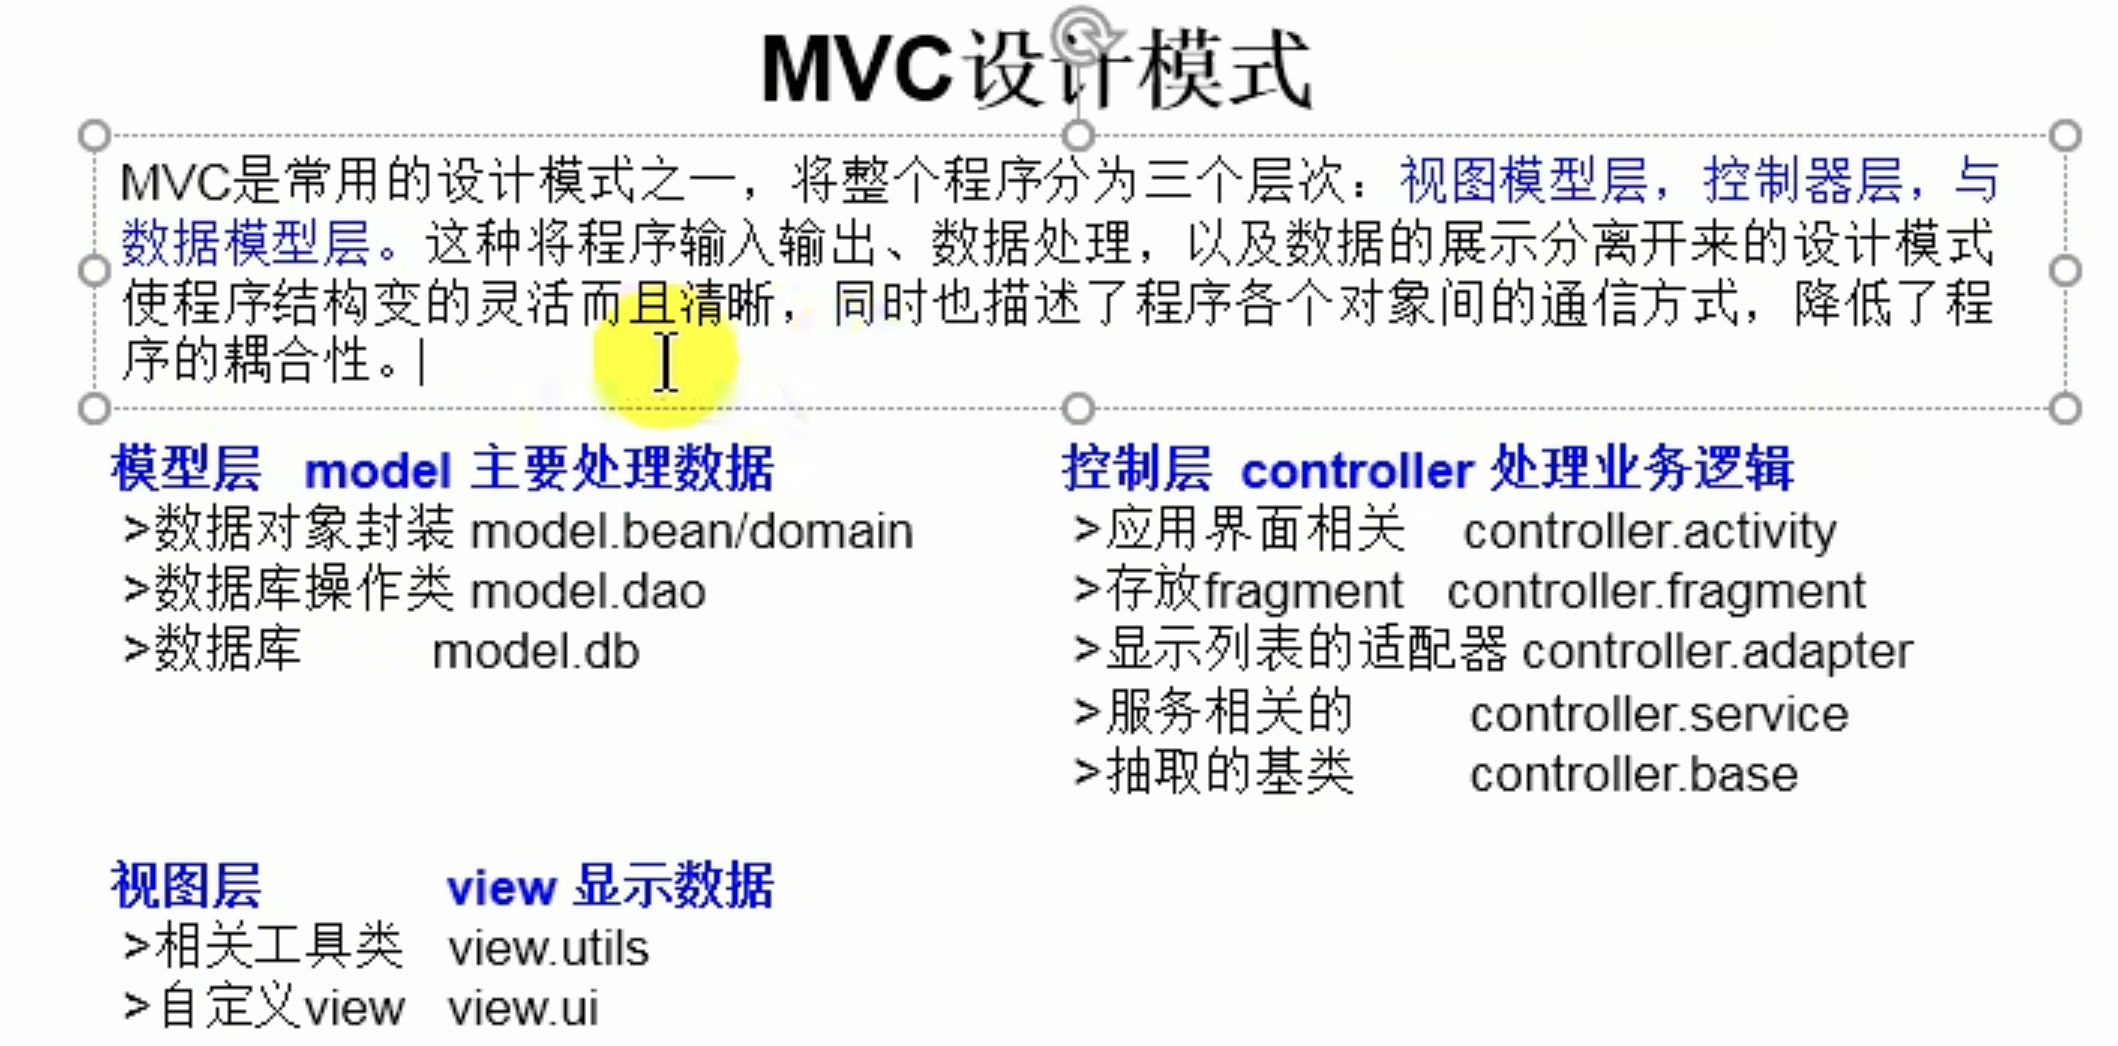 MVC设计模式
MVC是常用的设计模式之一，将整个程序分为三个层次：视图模型层，控制器层，与
数据模型层。这种将程序输入输出、数据处理，以及数据的展示分离开来的设计模式
使程序结构变的灵活而且清晰，同时也描述了程序各个对象间的通信方式，降低了程
序的耦合性。
模型层 model 主要处理数据
>数据对象封装 model.bean/domain
>数据库操作类 model.dao
>数据库 model.db
控制层 controller 处理业务逻辑
>应用界面相关 controller.activity
>存放fragment controller.fragment
>显示列表的适配器 controller.adapter
>服务相关的 controller.service
>抽取的基类 controller.base
视图层 view 显示数据
>相关工具类 view.utils
>自定义view view.ui